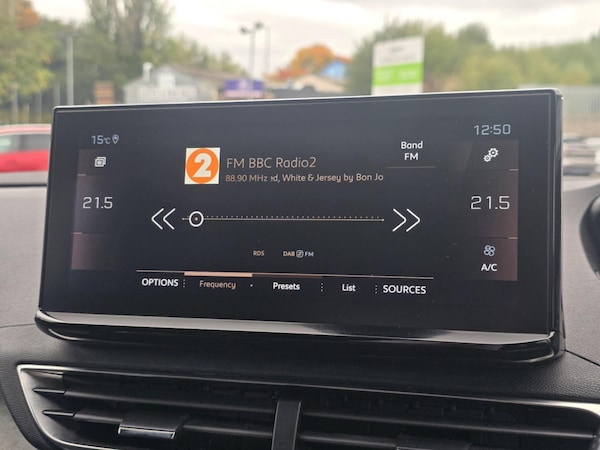 15°C
12:50
2
FM BBC Radio2
88.90 MHz ed, White & Jersey by Bon Jo
Band
FM
21.5
21.5
RDS
DAB FM
A/C
OPTIONS
Frequency
Presets
List
SOURCES